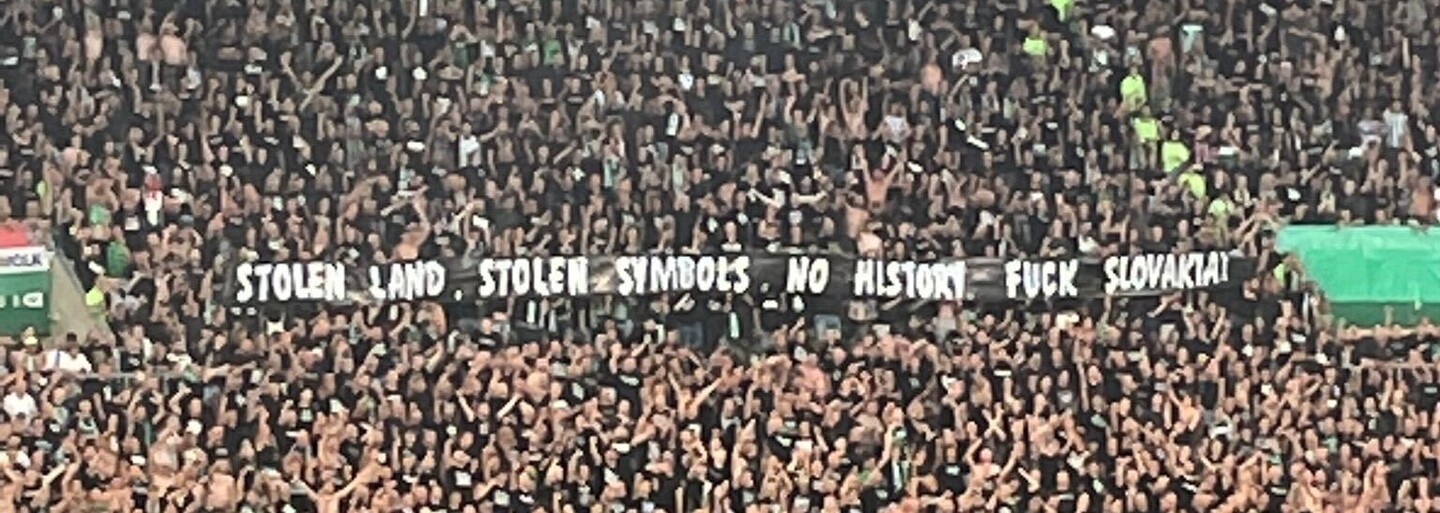 STOLEN LAND. STOLEN SYMBOLS. NO HISTORY FUCK SLOVAKIA!